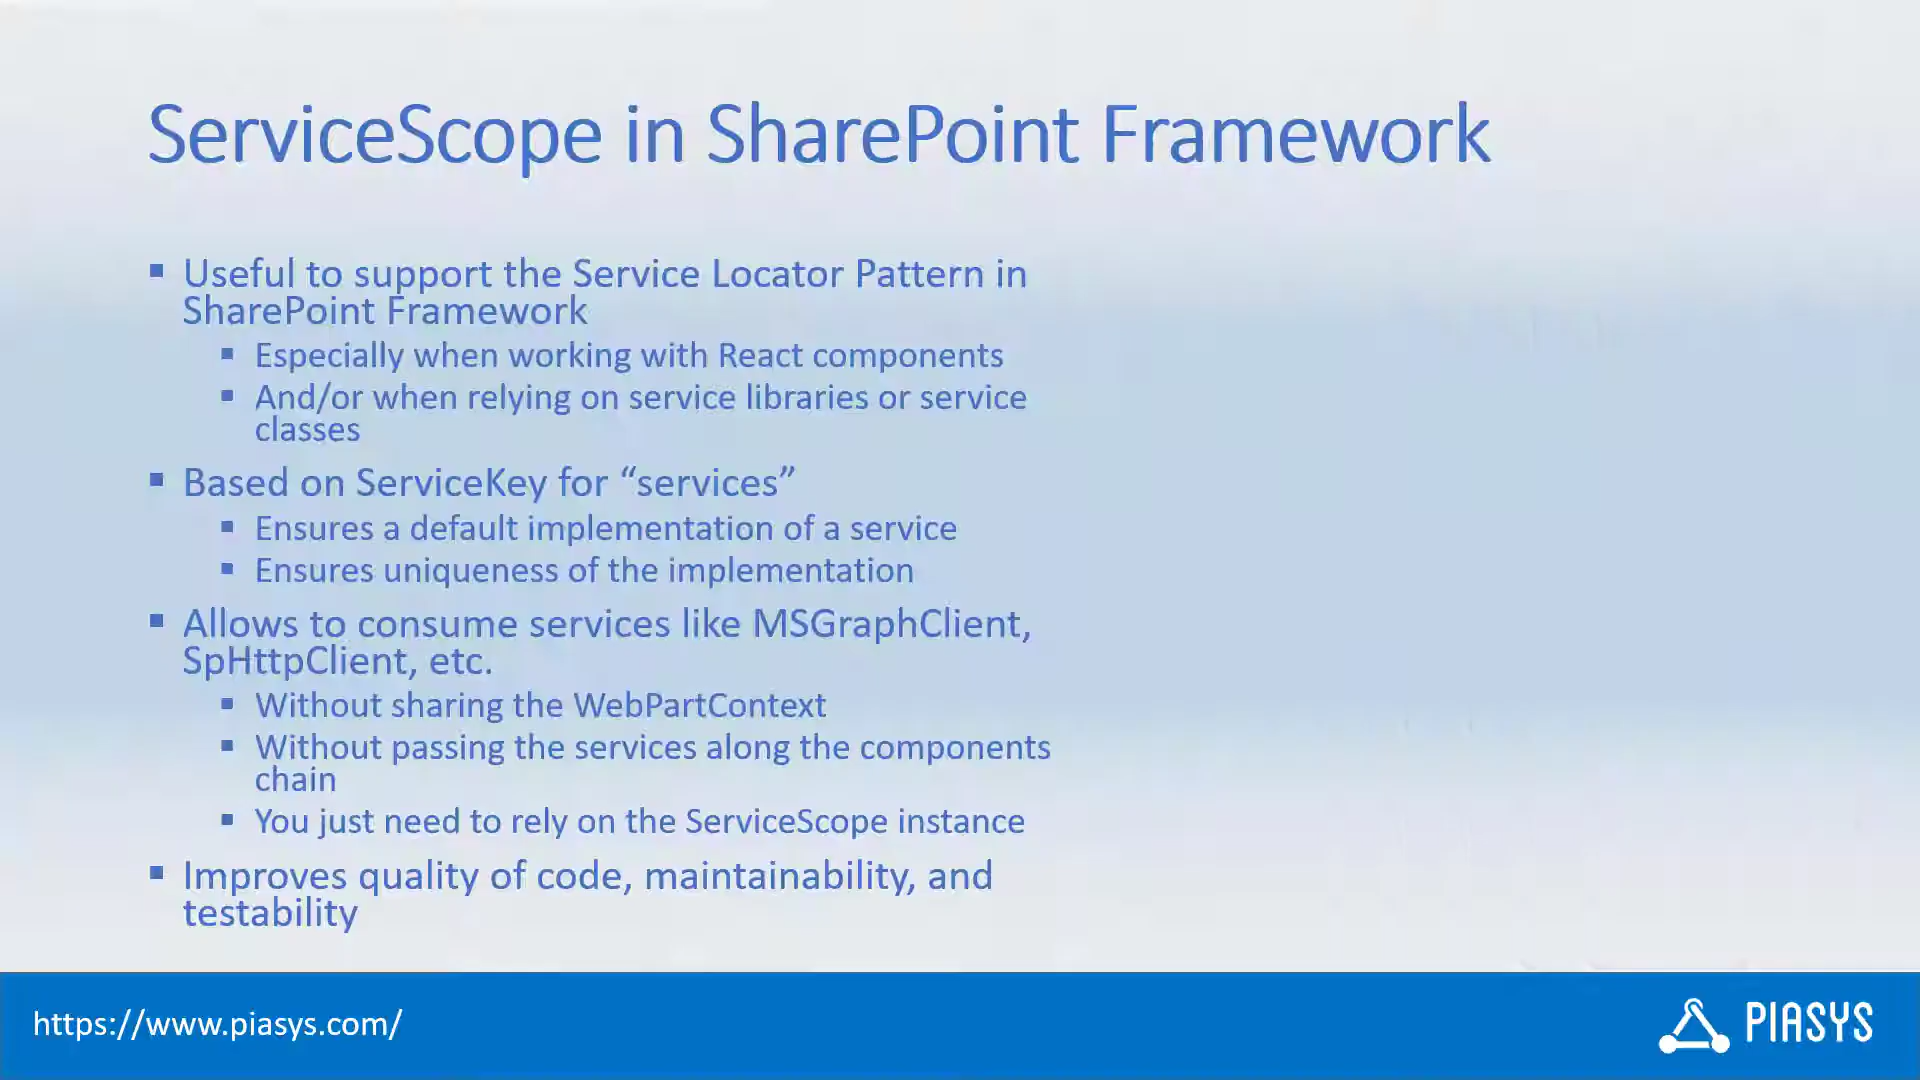 ServiceScope in SharePoint Framework
▪ Useful to support the Service Locator Pattern in
SharePoint Framework
▪ Especially when working with React components
▪ And/or when relying on service libraries or service
classes
▪ Based on ServiceKey for “services”
▪ Ensures a default implementation of a service
▪ Ensures uniqueness of the implementation
▪ Allows to consume services like MSGraphClient,
SpHttpClient, etc.
▪ Without sharing the WebPartContext
▪ Without passing the services along the components
chain
▪ You just need to rely on the ServiceScope instance
▪ Improves quality of code, maintainability, and
testability
https://www.piasys.com/
PIASYS